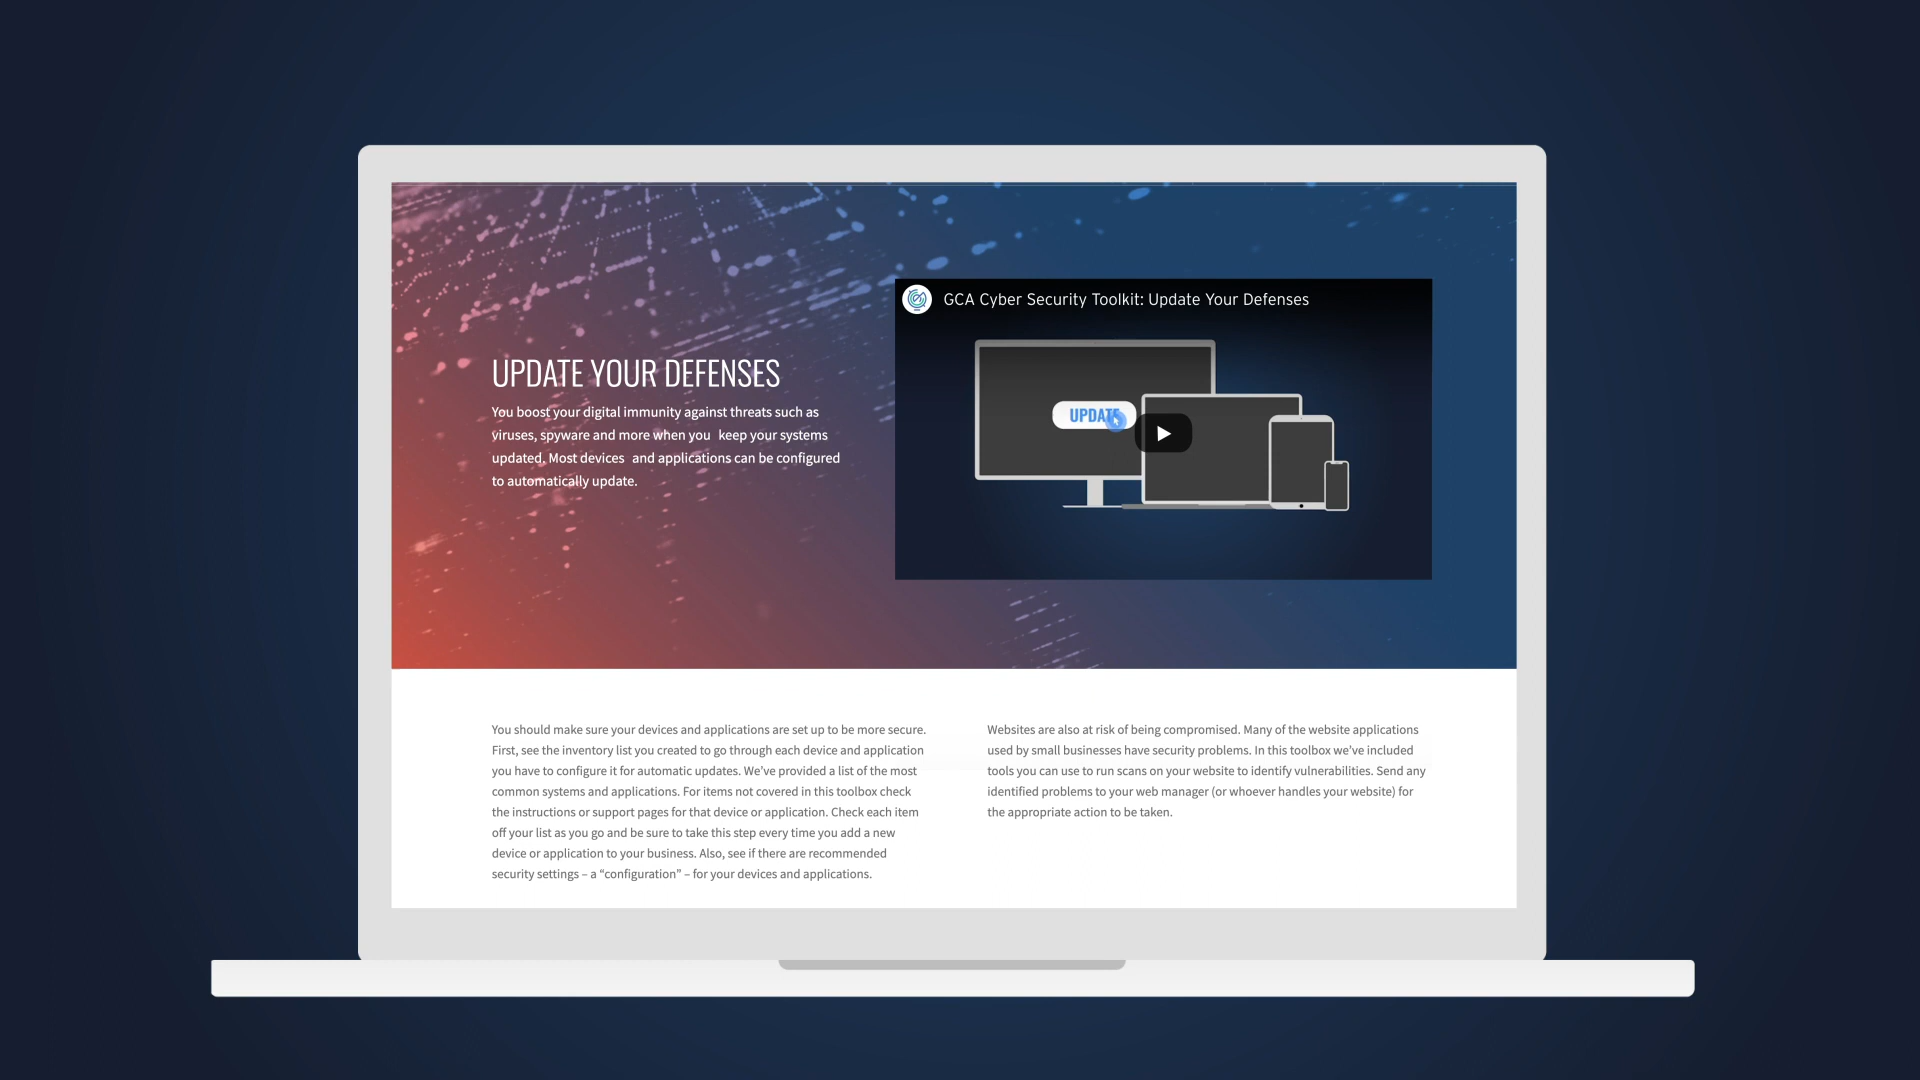 GCA Cyber Security Toolkit: Update Your Defenses
UPDATE
UPDATE YOUR DEFENSES
You boost your digital immunity against threats such as
viruses, spyware and more when you keep your systems
updated. Most devices and applications can be configured
to automatically update.
You should make sure your devices and applications are set up to be more secure.
First, see the inventory list you created to go through each device and application
you have to configure it for automatic updates. We've provided a list of the most
common systems and applications. For items not covered in this toolbox check
the instructions or support pages for that device or application. Check each item
off your list as you go and be sure to take this step every time you add a new
device or application to your business. Also, see if there are recommended
security settings – a “configuration” – for your devices and applications.
Websites are also at risk of being compromised. Many of the website applications
used by small businesses have security problems. In this toolbox we've included
tools you can use to run scans on your website to identify vulnerabilities. Send any
identified problems to your web manager (or whoever handles your website) for
the appropriate action to be taken.